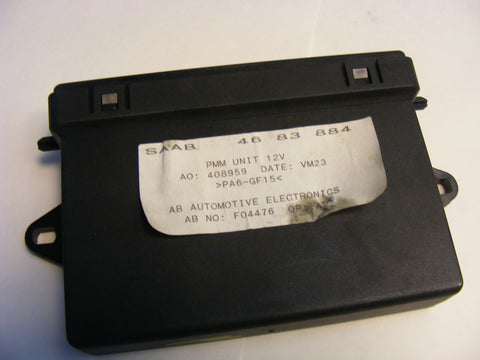 SAAB 46 83 884
PMM UNIT 12V
AO: 408959 DATE: VM23
>PA6-GF15<
AB AUTOMOTIVE ELECTRONICS
AB NO: F04476 OP: